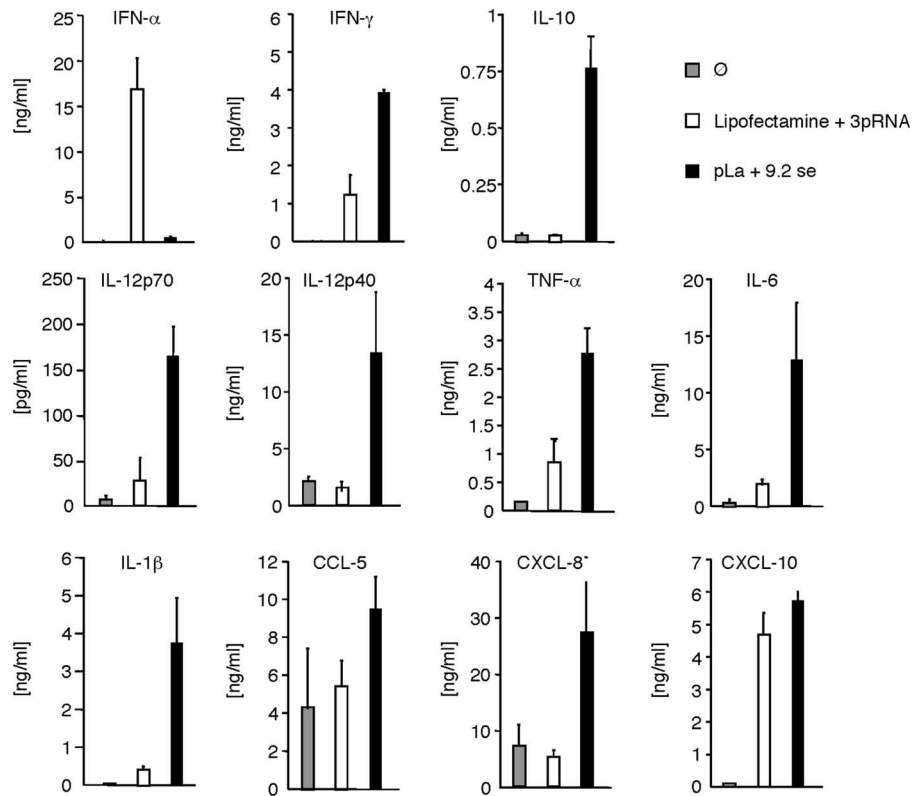 IFN-α
[ng/ml]
25
20
15
10
5
0
IFN-γ
[ng/ml]
6
5
4
3
2
1
0
IL-10
[ng/ml]
1
0.75
0.5
0.25
0
Ø
Lipofectamine + 3pRNA
pLa + 9.2 se
IL-12p70
[pg/ml]
250
200
150
100
50
0
IL-12p40
[ng/ml]
20
15
10
5
0
TNF-α
[ng/ml]
4
3.5
3
2.5
2
1.5
1
0.5
0
IL-6
[ng/ml]
20
15
10
5
0
IL-1β
[ng/ml]
6
5
4
3
2
1
0
CCL-5
[ng/ml]
12
10
8
6
4
2
0
CXCL-8*
[ng/ml]
40
30
20
10
0
CXCL-10
[ng/ml]
7
6
5
4
3
2
1
0